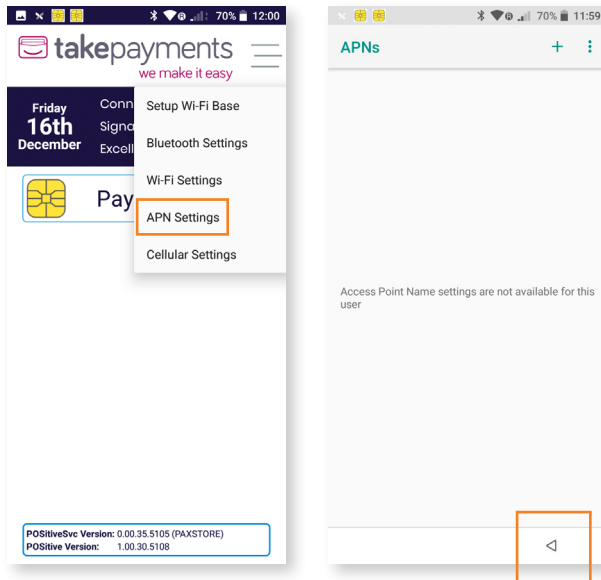 70% 12:00
takepayments
we make it easy
Friday
16th
December
Conn
Signa
Excell
Setup Wi-Fi Base
Bluetooth Settings
Wi-Fi Settings
APN Settings
Cellular Settings
Pay
POSitiveSvc Version: 0.00.35.5105 (PAXSTORE)
POSitive Version: 1.00.30.5108
70% 11:59
APNs
Access Point Name settings are not available for this
user